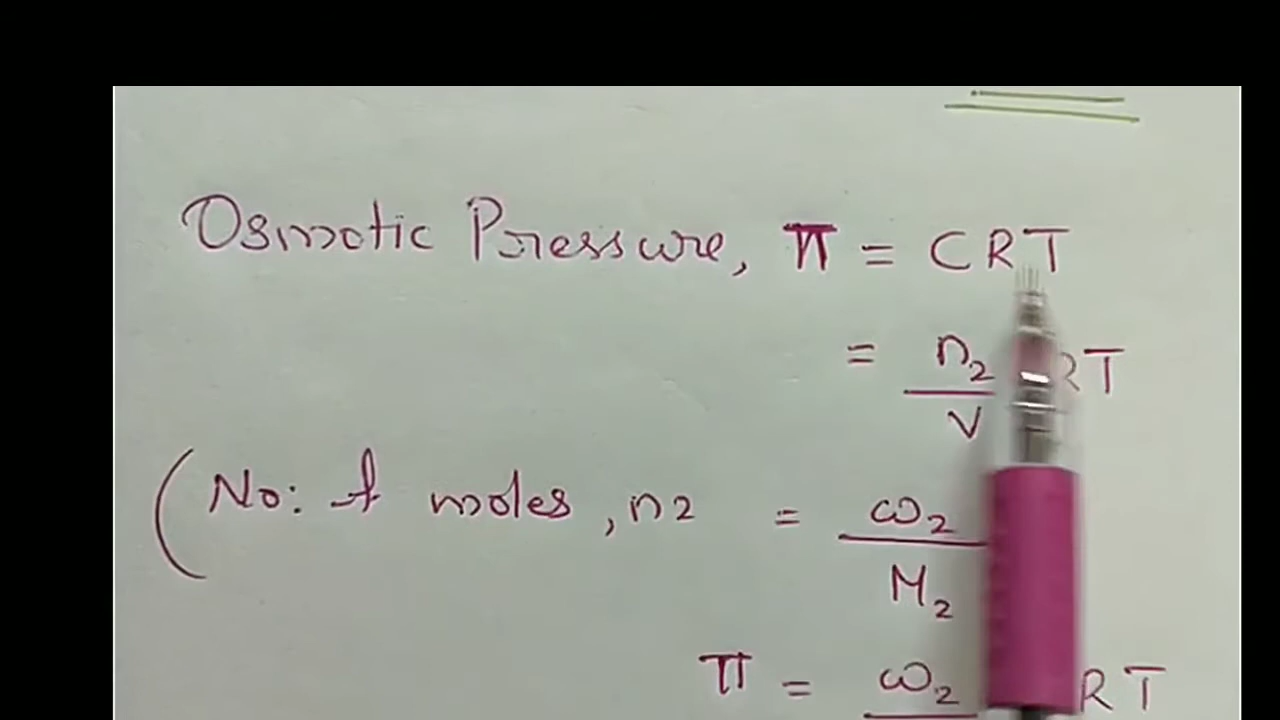 Osmotic Pressure, π = CRT
= n₂/V RT
(No: of moles, n2 = ω₂/M₂
π = ω₂ RT